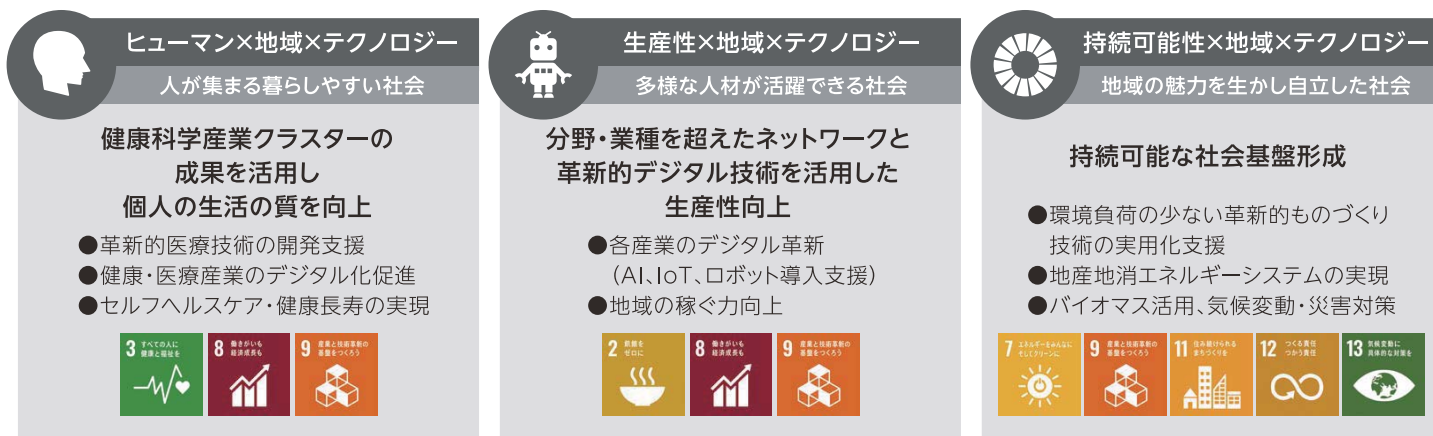 ヒューマン×地域×テクノロジー
人が集まる暮らしやすい社会
健康科学産業クラスターの
成果を活用し
個人の生活の質を向上
●革新的医療技術の開発支援
●健康・医療産業のデジタル化促進
●セルフヘルスケア・健康長寿の実現
3 すべての人に
健康と福祉を
8 働きがいも
経済成長も
9 産業と技術革新の
基盤をつくろう
生産性×地域×テクノロジー
多様な人材が活躍できる社会
分野・業種を超えたネットワークと
革新的デジタル技術を活用した
生産性向上
●各産業のデジタル革新
（AI、IoT、ロボット導入支援）
●地域の稼ぐ力向上
2 飢餓を
ゼロに
8 働きがいも
経済成長も
9 産業と技術革新の
基盤をつくろう
持続可能性×地域×テクノロジー
地域の魅力を生かし自立した社会
持続可能な社会基盤形成
●環境負荷の少ない革新的ものづくり
技術の実用化支援
●地産地消エネルギーシステムの実現
●バイオマス活用、気候変動・災害対策
7 エネルギーをみんなに
そしてクリーンに
9 産業と技術革新の
基盤をつくろう
11 住み続けられる
まちづくりを
12 つくる責任
つかう責任
13 気候変動に
具体的な対策を